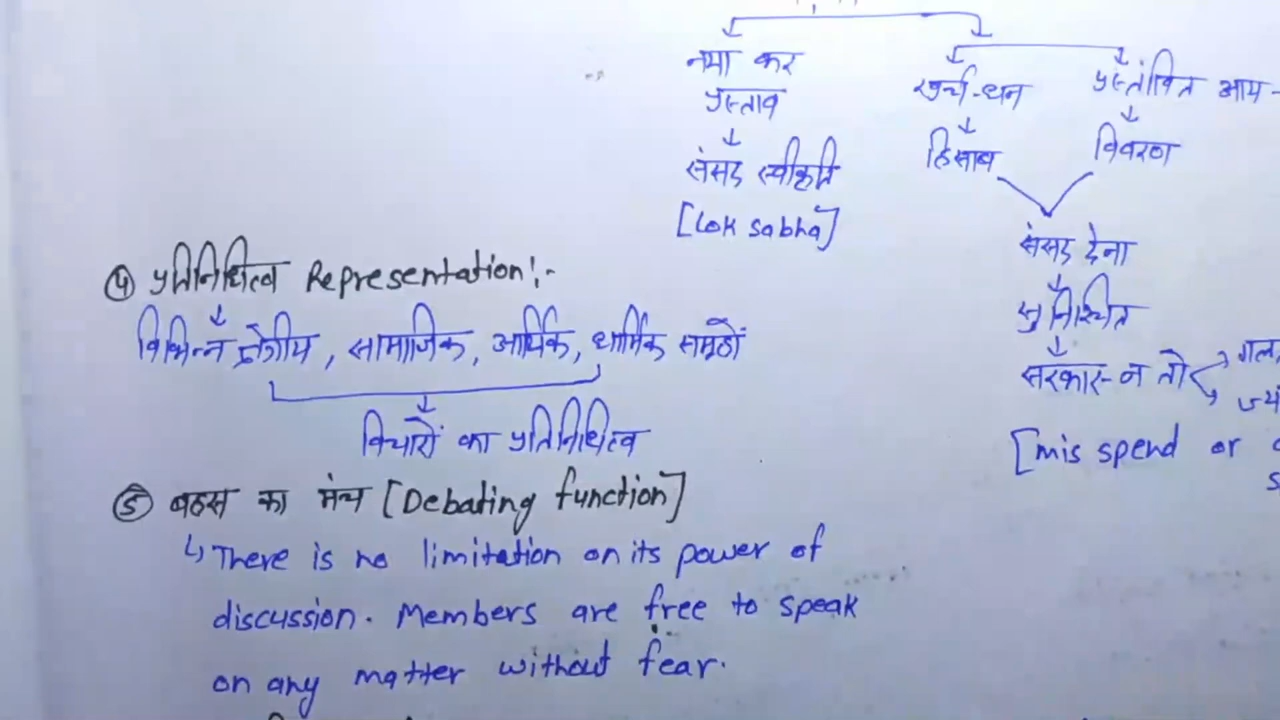 नया कर
प्रस्ताव
संसद स्वीकृति
[Lok sabha]
खर्च-धन
हिसाब
प्रस्तावित आय-
विवरण
संसद देना
सुनिश्चित
सरकार-न तो
[mis spend or
④ प्रतिनिधित्व Representation:-
विभिन्न क्षेत्रीय, सामाजिक, आर्थिक, धार्मिक समूहों
विचारों का प्रतिनिधित्व
⑤ बहस का मंच [Debating function]
There is no limitation on its power of
discussion. Members are free to speak
on any matter without fear.